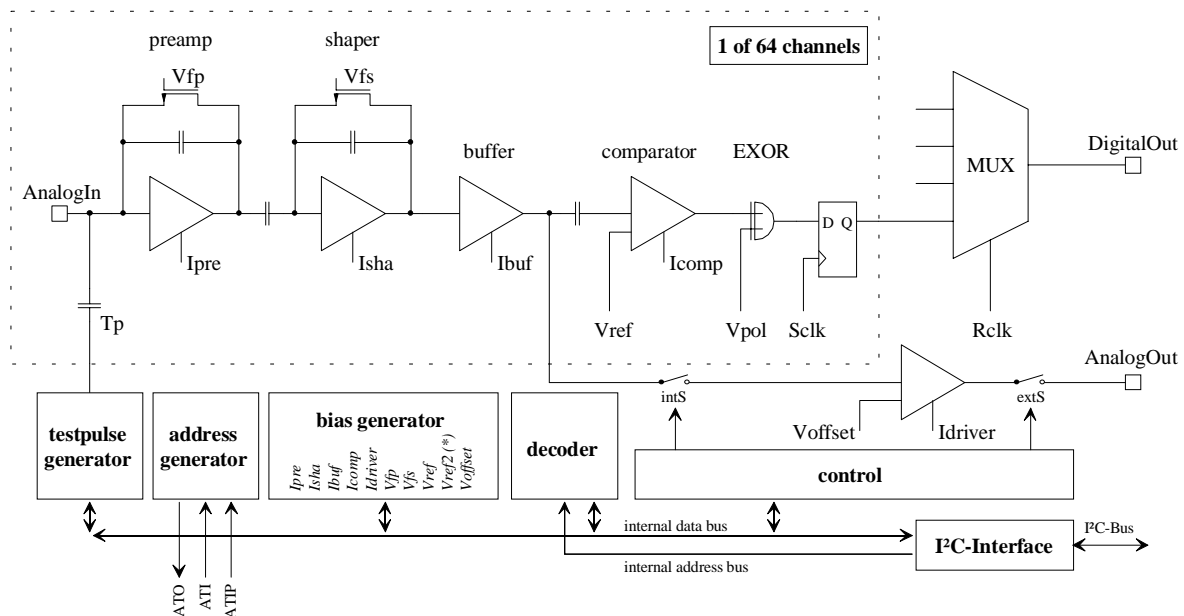 preamp
shaper
1 of 64 channels
Vfp
Vfs
buffer
comparator
EXOR
MUX
DigitalOut
AnalogIn
D Q
Ipre
Isha
Ibuf
Icomp
Tp
Vref
Vpol
Sclk
Rclk
AnalogOut
intS
extS
testpulse
generator
address
generator
bias generator
Ipre
Isha
Ibuf
Icomp
Idriver
Vfp
Vfs
Vref
Vref2 (*)
Voffset
decoder
Voffset
Idriver
control
internal data bus
internal address bus
I²C-Interface
I²C-Bus
ATO
ATI
ATIP